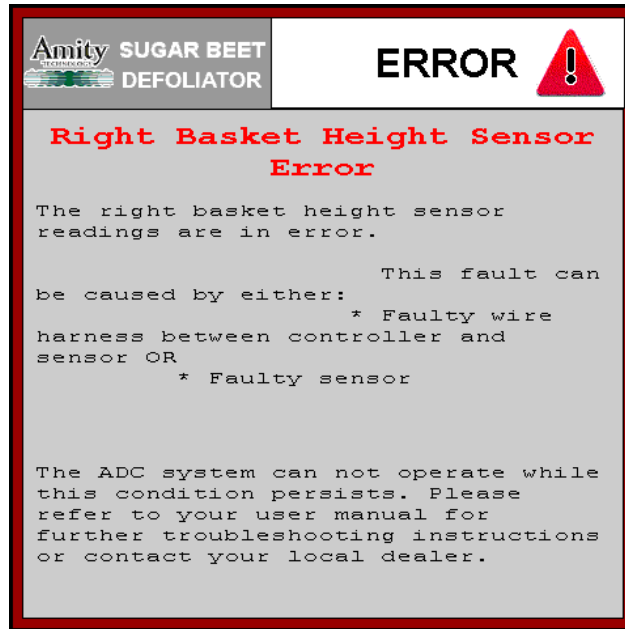 Amity SUGAR BEET
TECHNOLOGY DEFOLIATOR
ERROR !
Right Basket Height Sensor
Error
The right basket height sensor
readings are in error.
This fault can
be caused by either:
* Faulty wire
harness between controller and
sensor OR
* Faulty sensor
The ADC system can not operate while
this condition persists. Please
refer to your user manual for
further troubleshooting instructions
or contact your local dealer.